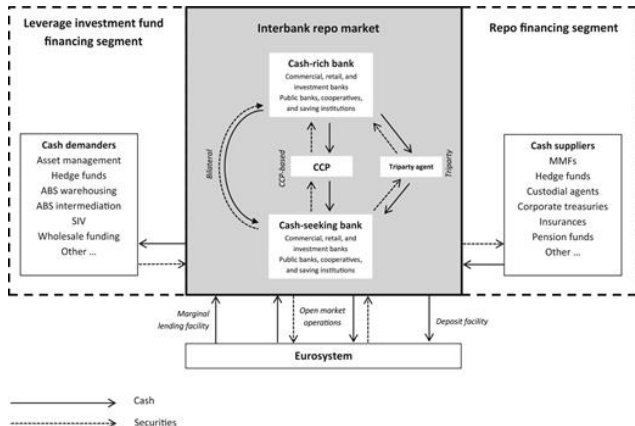 Leverage investment fund
financing segment
Interbank repo market
Repo financing segment
Cash-rich bank
Commercial, retail, and
investment banks
Public banks, cooperatives,
and saving institutions
Bilateral
CCP-based
CCP
Triparty agent
Triparty
Cash-seeking bank
Commercial, retail, and
investment banks
Public banks, cooperatives,
and saving institutions
Cash demanders
Asset management
Hedge funds
ABS warehousing
ABS intermediation
SIV
Wholesale funding
Other ...
Cash suppliers
MMFs
Hedge funds
Custodial agents
Corporate treasuries
Insurances
Pension funds
Other ...
Marginal
lending facility
Open market
operations
Deposit facility
Eurosystem
Cash
Securities